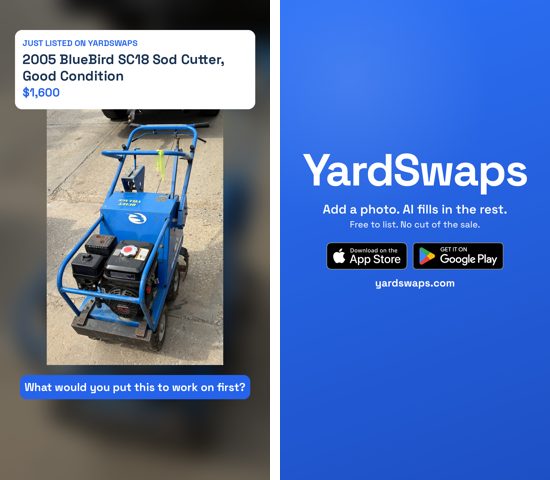 JUST LISTED ON YARDSWAPS
2005 BlueBird SC18 Sod Cutter,
Good Condition
$1,600
What would you put this to work on first?
YardSwaps
Add a photo. AI fills in the rest.
Free to list. No cut of the sale.
Download on the
App Store
GET IT ON
Google Play
yardswaps.com